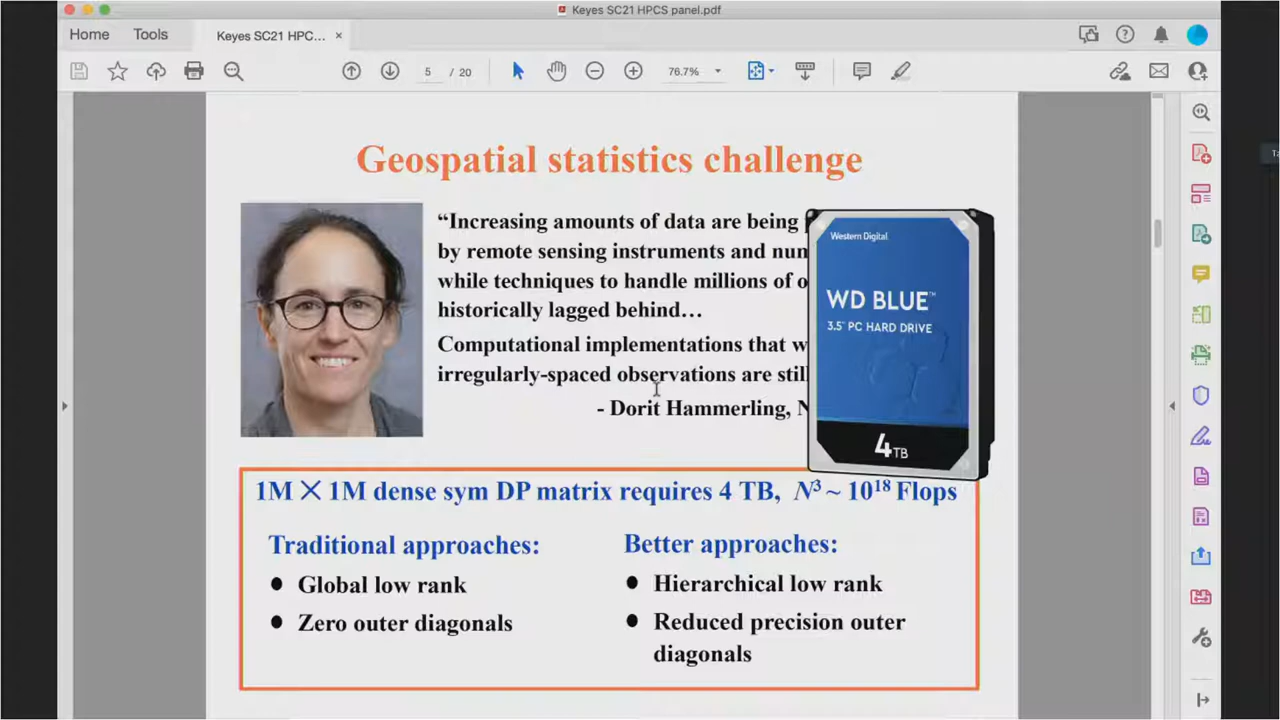 Keyes SC21 HPCS panel.pdf
Home Tools Keyes SC21 HPC... ×
5 / 20 76.7%
Geospatial statistics challenge
“Increasing amounts of data are being
by remote sensing instruments and num
while techniques to handle millions of o
historically lagged behind…
Computational implementations that w
irregularly-spaced observations are still
- Dorit Hammerling, N
Western Digital
WD BLUE™
3.5" PC HARD DRIVE
4TB
1M ✕ 1M dense sym DP matrix requires 4 TB, N³ ~ 10¹⁸ Flops
Traditional approaches:
● Global low rank
● Zero outer diagonals
Better approaches:
● Hierarchical low rank
● Reduced precision outer
diagonals